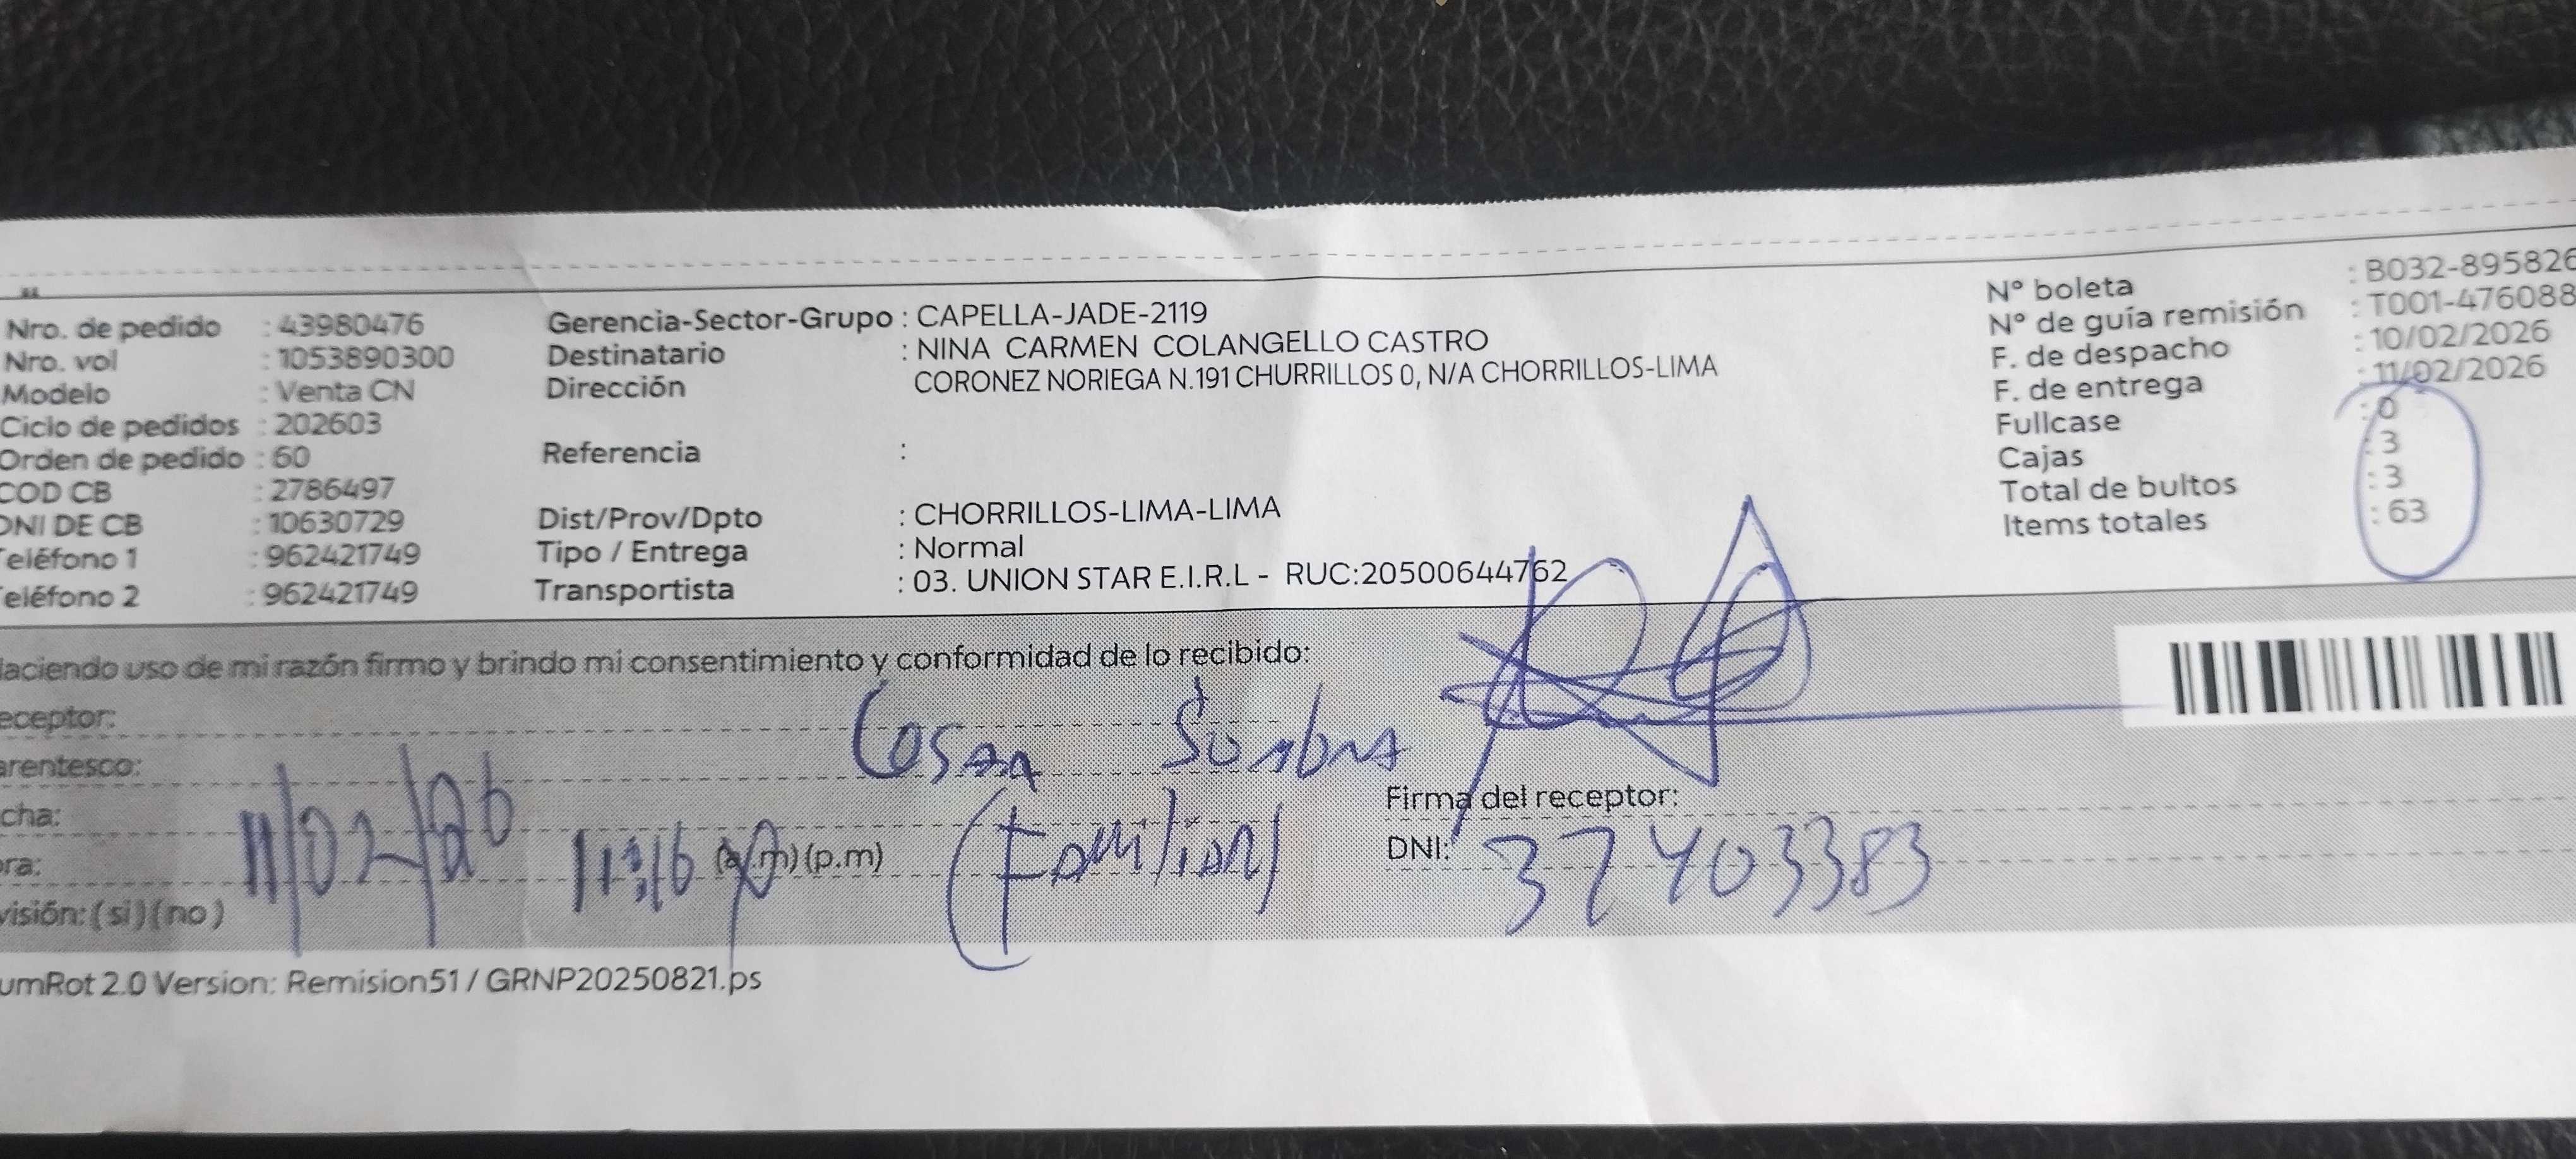 Nro. de pedido : 43980476
Nro. vol : 1053890300
Modelo : Venta CN
Ciclo de pedidos : 202603
Orden de pedido : 60
COD CB : 2786497
DNI DE CB : 10630729
Teléfono 1 : 962421749
Teléfono 2 : 962421749
Gerencia-Sector-Grupo : CAPELLA-JADE-2119
Destinatario : NINA CARMEN COLANGELLO CASTRO
Dirección CORONEZ NORIEGA N.191 CHURRILLOS 0, N/A CHORRILLOS-LIMA
Referencia :
Dist/Prov/Dpto : CHORRILLOS-LIMA-LIMA
Tipo / Entrega : Normal
Transportista : 03. UNION STAR E.I.R.L - RUC:20500644762
N° boleta : B032-895826
N° de guía remisión : T001-476088
F. de despacho : 10/02/2026
F. de entrega : 11/02/2026
Fullcase : 0
Cajas : 3
Total de bultos : 3
Items totales : 63
Haciendo uso de mi razón firmo y brindo mi consentimiento y conformidad de lo recibido:
eceptor:
arentesco:
cha: 11/02/26
ora: 11:16 (a.m)(p.m) (Familiar)
Firma del receptor:
DNI: 37403383
visión: (si)(no)
umRot 2.0 Version: Remision51 / GRNP20250821.ps